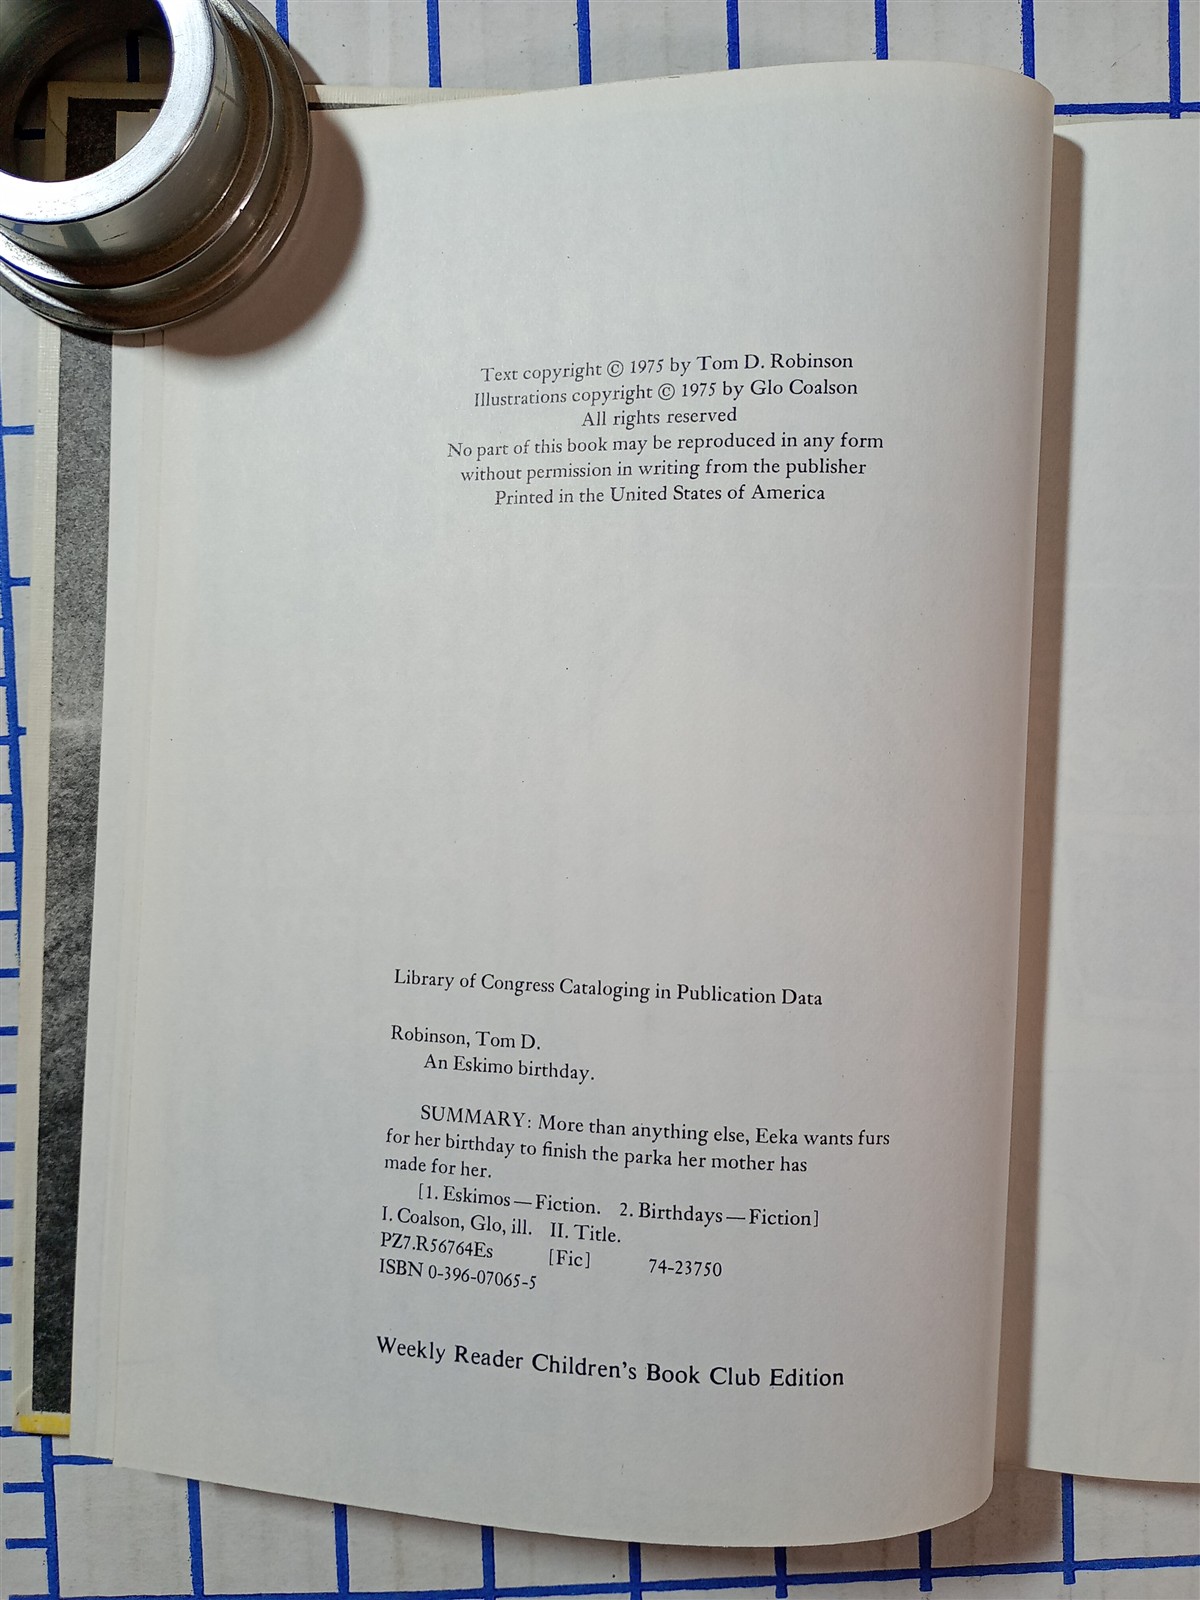 Text copyright © 1975 by Tom D. Robinson
Illustrations copyright © 1975 by Glo Coalson
All rights reserved
No part of this book may be reproduced in any form
without permission in writing from the publisher
Printed in the United States of America
Library of Congress Cataloging in Publication Data
Robinson, Tom D.
An Eskimo birthday.
SUMMARY: More than anything else, Eeka wants furs
for her birthday to finish the parka her mother has
made for her.
[1. Eskimos—Fiction. 2. Birthdays—Fiction]
I. Coalson, Glo, ill. II. Title.
PZ7.R56764Es [Fic] 74-23750
ISBN 0-396-07065-5
Weekly Reader Children's Book Club Edition